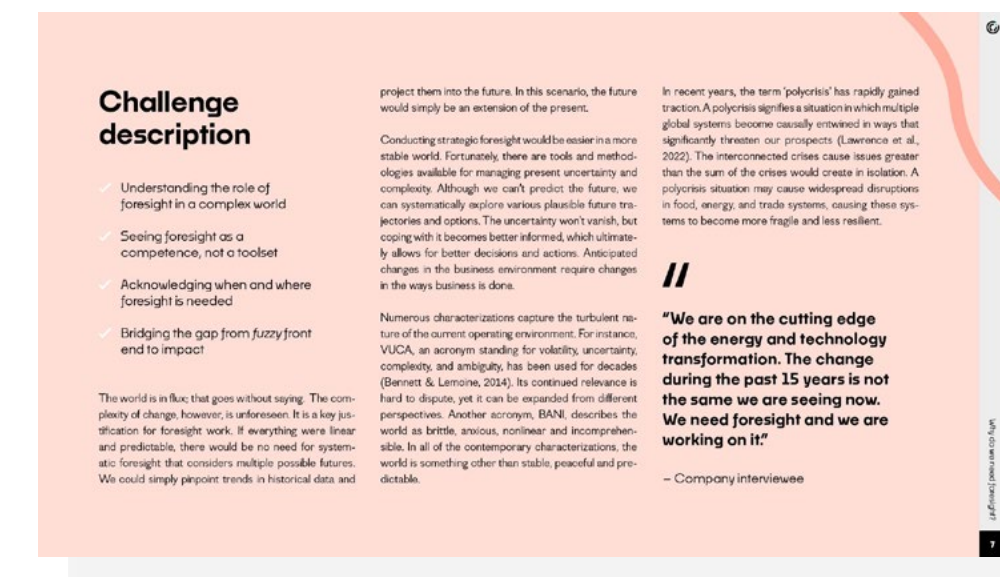 Challenge
description
Understanding the role of
foresight in a complex world
Seeing foresight as a
competence, not a toolset
Acknowledging when and where
foresight is needed
Bridging the gap from fuzzy front
end to impact
The world is in flux; that goes without saying. The com-
plexity of change, however, is unforeseen. It is a key jus-
tification for foresight work. If everything were linear
and predictable, there would be no need for system-
atic foresight that considers multiple possible futures.
We could simply pinpoint trends in historical data and
project them into the future. In this scenario, the future
would simply be an extension of the present.
Conducting strategic foresight would be easier in a more
stable world. Fortunately, there are tools and method-
ologies available for managing present uncertainty and
complexity. Although we can't predict the future, we
can systematically explore various plausible future tra-
jectories and options. The uncertainty won't vanish, but
coping with it becomes better informed, which ultimate-
ly allows for better decisions and actions. Anticipated
changes in the business environment require changes
in the ways business is done.
Numerous characterizations capture the turbulent na-
ture of the current operating environment. For instance,
VUCA, an acronym standing for volatility, uncertainty,
complexity, and ambiguity, has been used for decades
(Bennett & Lemoine, 2014). Its continued relevance is
hard to dispute, yet it can be expanded from different
perspectives. Another acronym, BANI, describes the
world as brittle, anxious, nonlinear and incomprehen-
sible. In all of the contemporary characterizations, the
world is something other than stable, peaceful and pre-
dictable.
In recent years, the term 'polycrisis' has rapidly gained
traction. A polycrisis signifies a situation in which multiple
global systems become causally entwined in ways that
significantly threaten our prospects (Lawrence et al.,
2022). The interconnected crises cause issues greater
than the sum of the crises would create in isolation. A
polycrisis situation may cause widespread disruptions
in food, energy, and trade systems, causing these sys-
tems to become more fragile and less resilient.
"We are on the cutting edge
of the energy and technology
transformation. The change
during the past 15 years is not
the same we are seeing now.
We need foresight and we are
working on it."
– Company interviewee
Why do we need foresight?
7